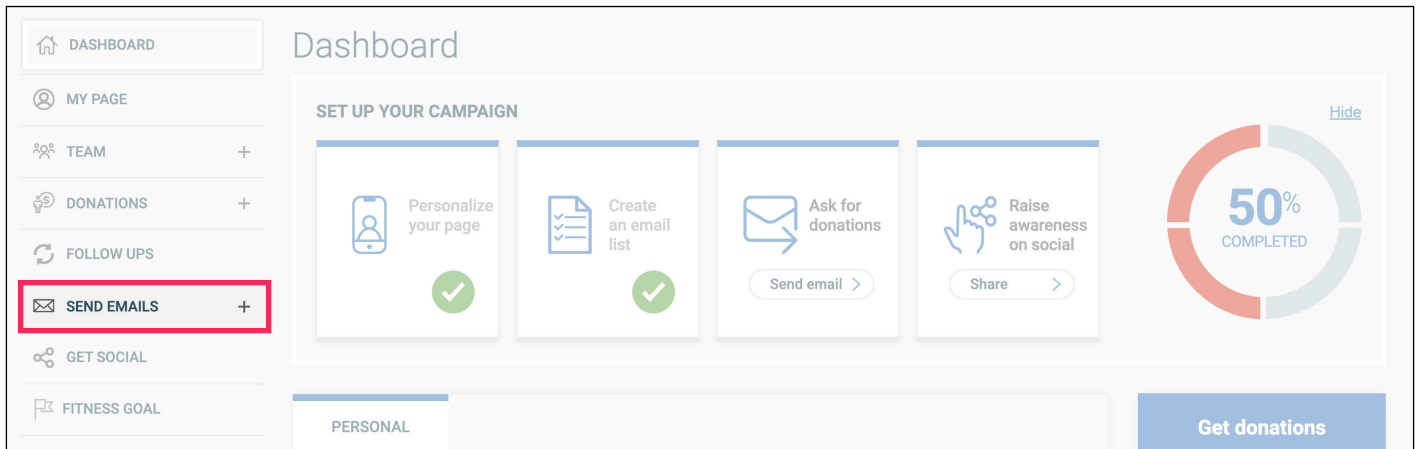 DASHBOARD
MY PAGE
TEAM +
DONATIONS +
FOLLOW UPS
SEND EMAILS +
GET SOCIAL
FITNESS GOAL
Dashboard
SET UP YOUR CAMPAIGN
Hide
Personalize
your page
Create
an email
list
Ask for
donations
Send email >
Raise
awareness
on social
Share >
50%
COMPLETED
PERSONAL
Get donations